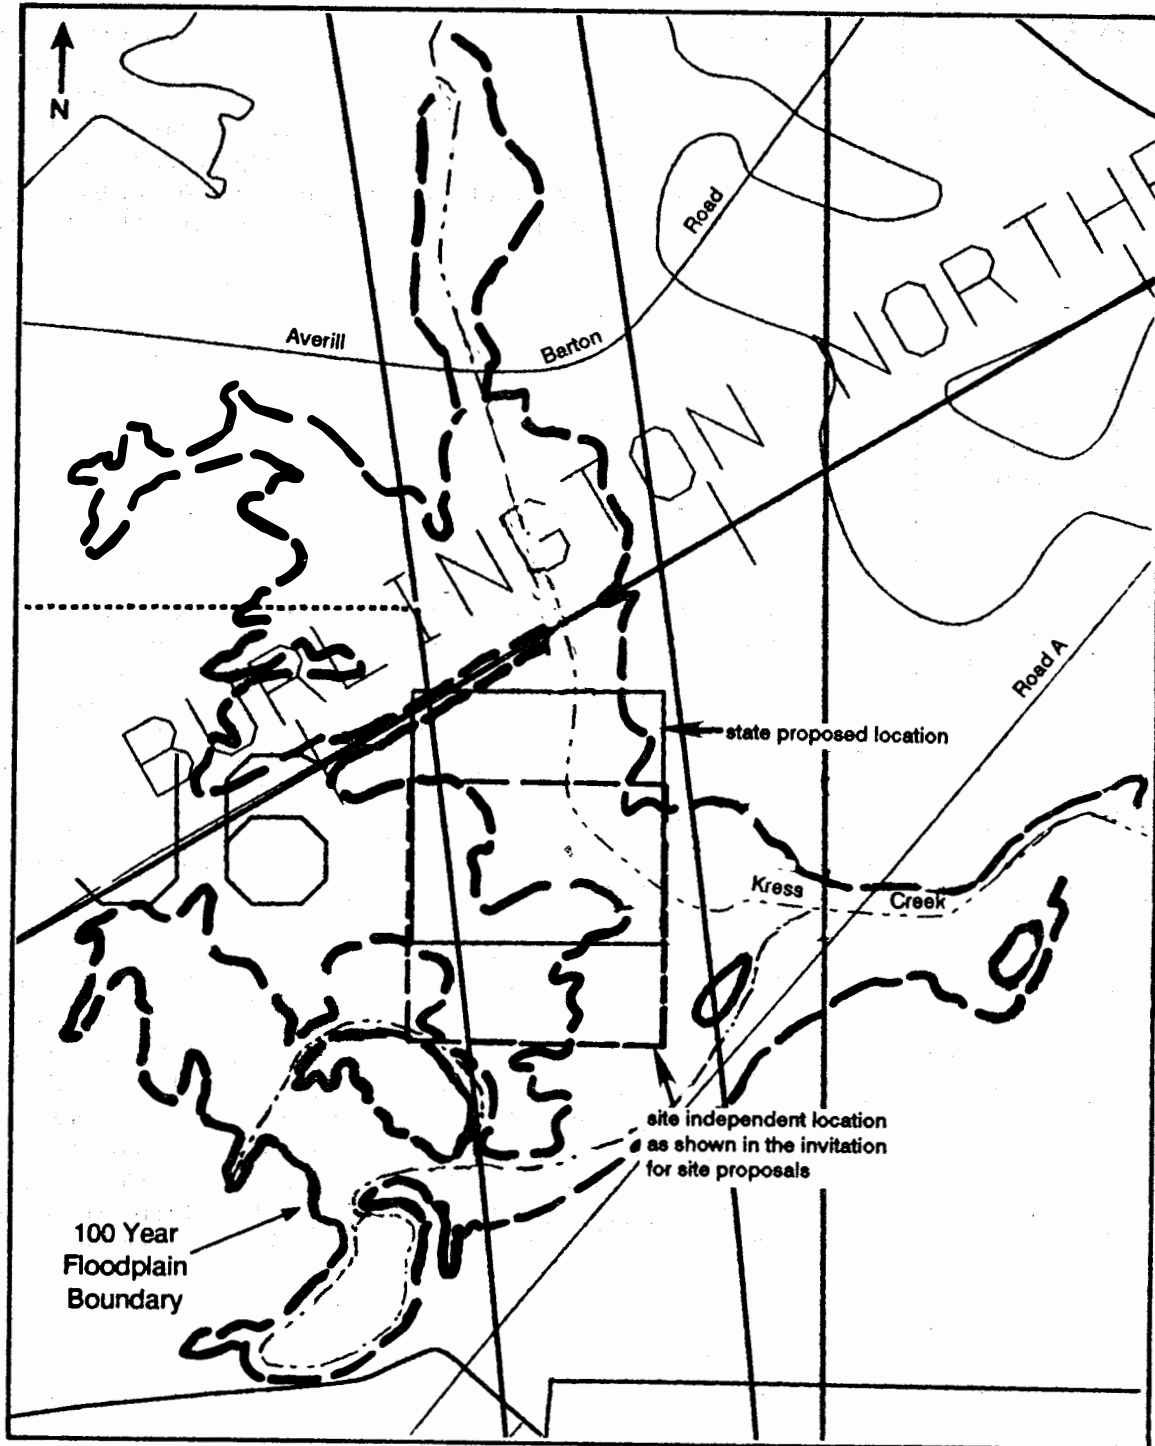 N
Road
Averill
Barton
BURLINGTON NORTHE
Road A
state proposed location
Kress
Creek
site independent location
as shown in the invitation
for site proposals
100 Year
Floodplain
Boundary